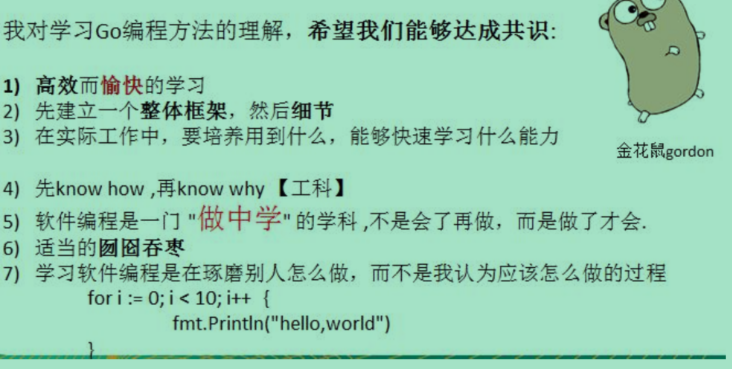 我对学习Go编程方法的理解，希望我们能够达成共识:
1) 高效而愉快的学习
2) 先建立一个整体框架，然后细节
3) 在实际工作中，要培养用到什么，能够快速学习什么能力
金花鼠gordon
4) 先know how ,再know why 【工科】
5) 软件编程是一门 "做中学" 的学科 ,不是会了再做，而是做了才会.
6) 适当的囫囵吞枣
7) 学习软件编程是在琢磨别人怎么做，而不是我认为应该怎么做的过程
for i := 0; i < 10; i++ {
fmt.Println("hello,world")
}